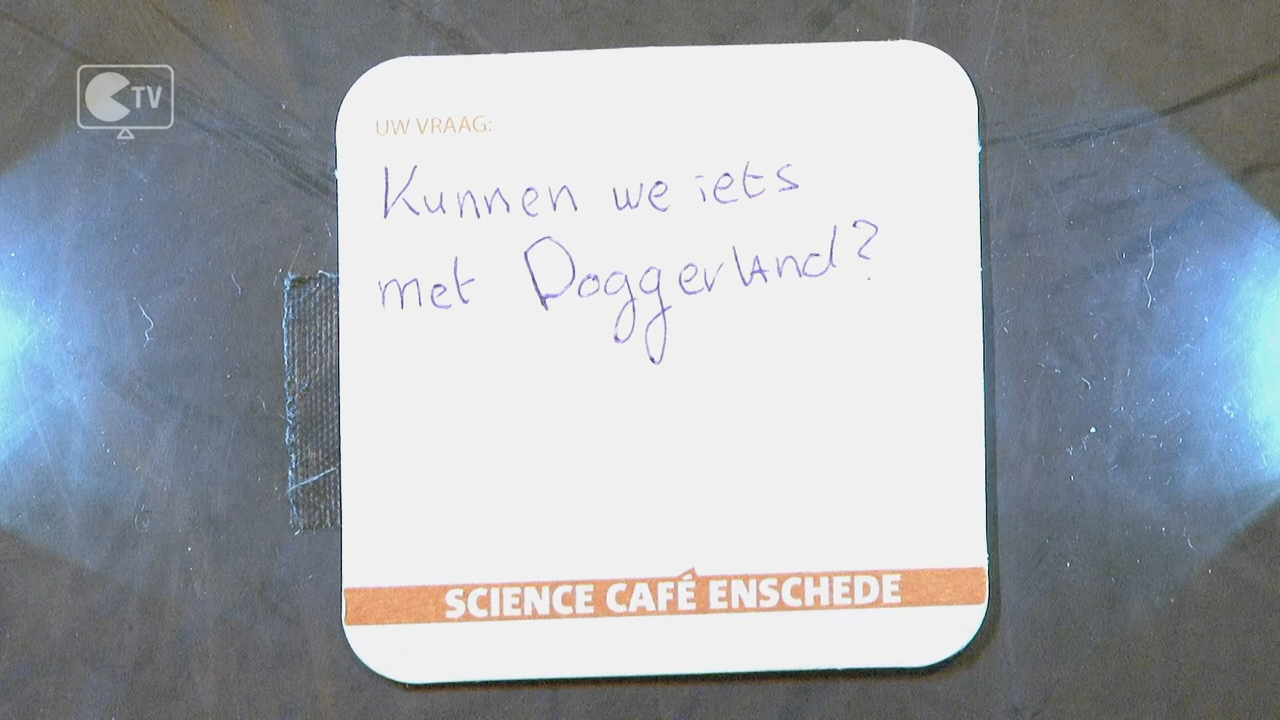 TV
UW VRAAG:
Kunnen we iets
met Doggerland?
SCIENCE CAFÉ ENSCHEDE